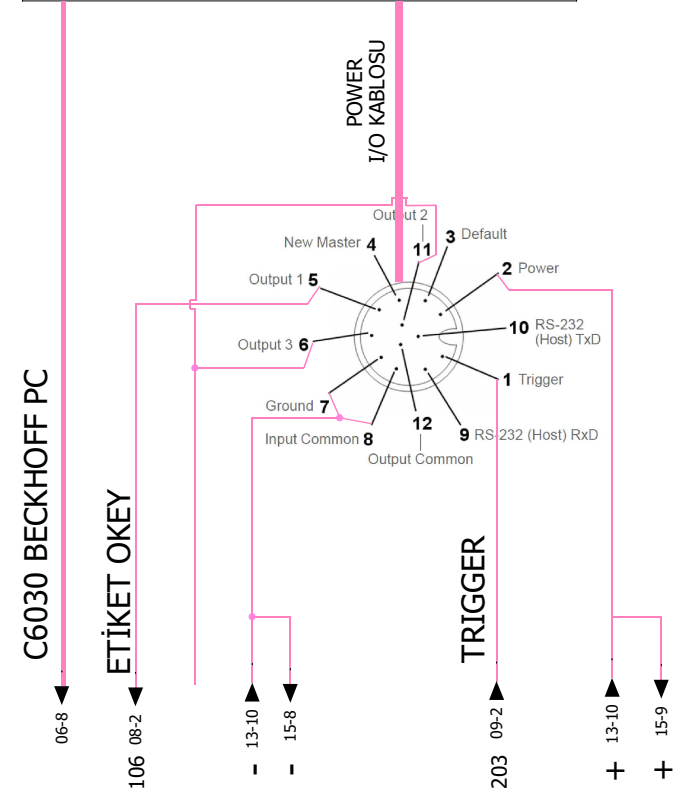 POWER
I/O KABLOSU
Output 2
New Master 4
11
3 Default
Output 1 5
2 Power
Output 3 6
10 RS-232
(Host) TxD
1 Trigger
Ground 7
12
Input Common 8
9 RS-232 (Host) RxD
Output Common
C6030 BECKHOFF PC
ETİKET OKEY
TRIGGER
06-8
08-2
13-10
15-8
09-2
13-10
15-9
106
-
-
203
+
+